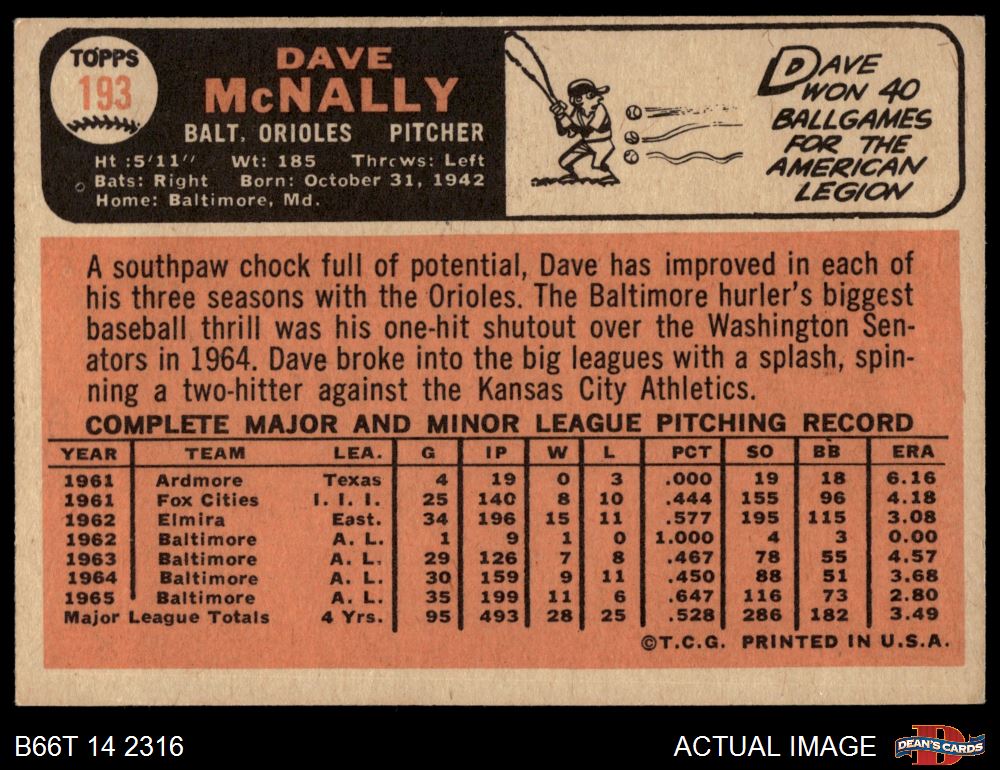 TOPPS
193
DAVE
McNALLY
BALT. ORIOLES PITCHER
Ht :5'11" Wt: 185 Throws: Left
Bats: Right Born: October 31, 1942
Home: Baltimore, Md.
DAVE
WON 40
BALLGAMES
FOR THE
AMERICAN
LEGION
A southpaw chock full of potential, Dave has improved in each of
his three seasons with the Orioles. The Baltimore hurler's biggest
baseball thrill was his one-hit shutout over the Washington Sen-
ators in 1964. Dave broke into the big leagues with a splash, spin-
ning a two-hitter against the Kansas City Athletics.
COMPLETE MAJOR AND MINOR LEAGUE PITCHING RECORD
YEAR TEAM LEA. G IP W L PCT SO BB ERA
1961 Ardmore Texas 4 19 0 3 .000 19 18 6.16
1961 Fox Cities I. I. I. 25 140 8 10 .444 155 96 4.18
1962 Elmira East. 34 196 15 11 .577 195 115 3.08
1962 Baltimore A. L. 1 9 1 0 1.000 4 3 0.00
1963 Baltimore A. L. 29 126 7 8 .467 78 55 4.57
1964 Baltimore A. L. 30 159 9 11 .450 88 51 3.68
1965 Baltimore A. L. 35 199 11 6 .647 116 73 2.80
Major League Totals 4 Yrs. 95 493 28 25 .528 286 182 3.49
©T.C.G. PRINTED IN U.S.A.
B66T 14 2316
ACTUAL IMAGE
DEAN'S CARDS